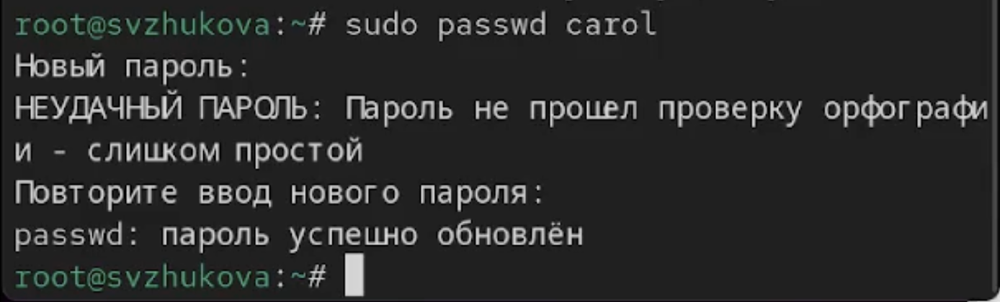 root@svzhukova:~# sudo passwd carol
Новый пароль:
НЕУДАЧНЫЙ ПАРОЛЬ: Пароль не прошел проверку орфографи
и - слишком простой
Повторите ввод нового пароля:
passwd: пароль успешно обновлён
root@svzhukova:~#